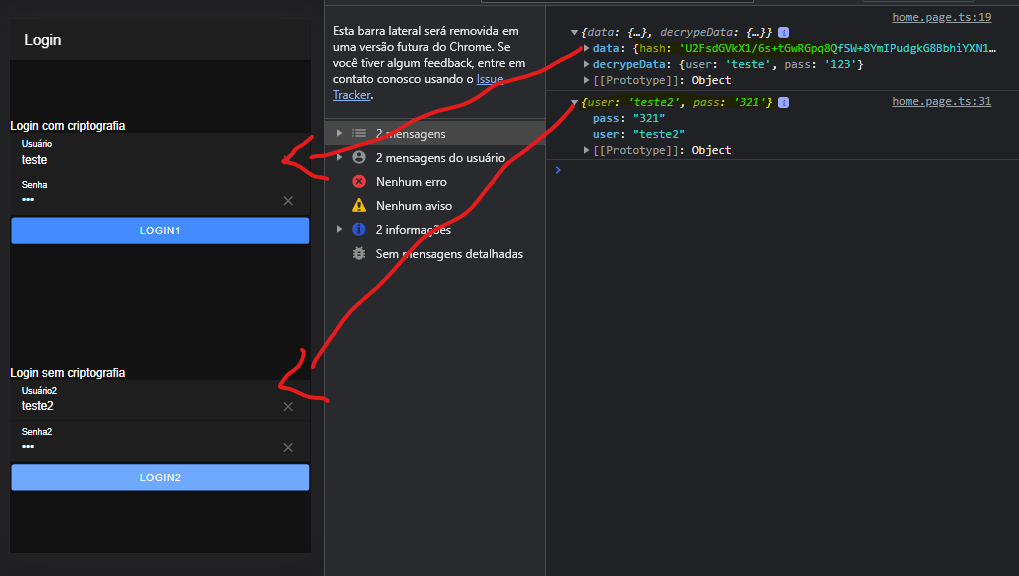 Login
Login com criptografia
Usuário
teste
Senha
•••
LOGIN1
Login sem criptografia
Usuário2
teste2
Senha2
•••
LOGIN2
Esta barra lateral será removida em
uma versão futura do Chrome. Se
você tiver algum feedback, entre em
contato conosco usando o Issue
Tracker.
2 mensagens
2 mensagens do usuário
Nenhum erro
Nenhum aviso
2 informações
Sem mensagens detalhadas
home.page.ts:19
{data: {…}, decrypeData: {…}}
data: {hash: 'U2FsdGVkX1/6s+tGwRGpq8QfSW+8YmIPudgkG8BbhiYXN1…
decrypeData: {user: 'teste', pass: '123'}
[[Prototype]]: Object
home.page.ts:31
{user: 'teste2', pass: '321'}
pass: "321"
user: "teste2"
[[Prototype]]: Object